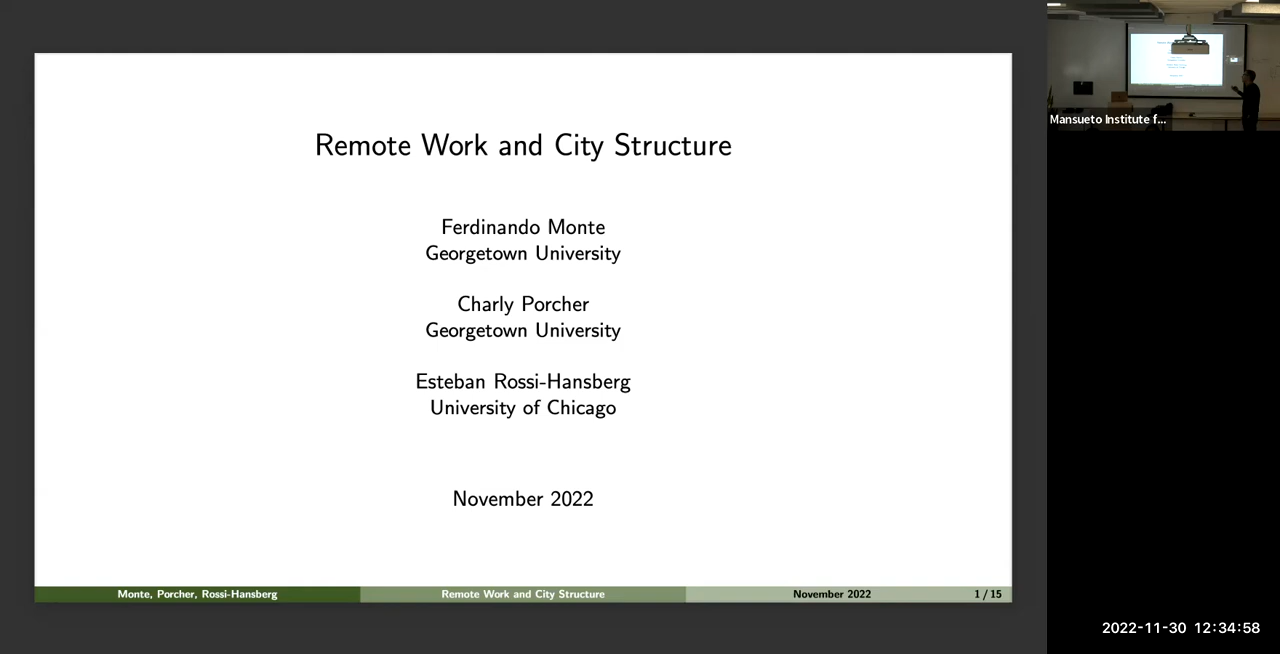 Remote Work and City Structure
Ferdinando Monte
Georgetown University
Charly Porcher
Georgetown University
Esteban Rossi-Hansberg
University of Chicago
November 2022
Monte, Porcher, Rossi-Hansberg
Remote Work and City Structure
November 2022
1 / 15
Mansueto Institute f...
2022-11-30 12:34:58